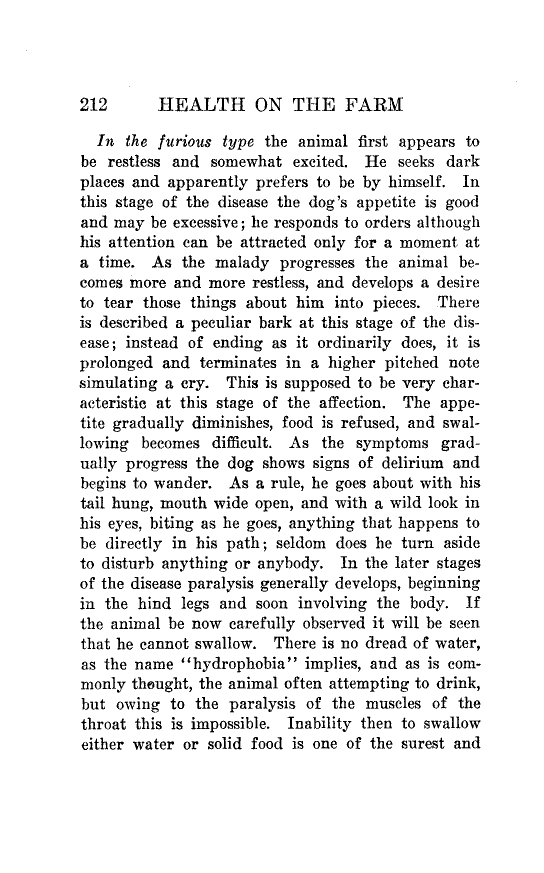 212 HEALTH ON THE FARM
In the furious type the animal first appears to
be restless and somewhat excited. He seeks dark
places and apparently prefers to be by himself. In
this stage of the disease the dog's appetite is good
and may be excessive; he responds to orders although
his attention can be attracted only for a moment at
a time. As the malady progresses the animal be-
comes more and more restless, and develops a desire
to tear those things about him into pieces. There
is described a peculiar bark at this stage of the dis-
ease; instead of ending as it ordinarily does, it is
prolonged and terminates in a higher pitched note
simulating a cry. This is supposed to be very char-
acteristic at this stage of the affection. The appe-
tite gradually diminishes, food is refused, and swal-
lowing becomes difficult. As the symptoms grad-
ually progress the dog shows signs of delirium and
begins to wander. As a rule, he goes about with his
tail hung, mouth wide open, and with a wild look in
his eyes, biting as he goes, anything that happens to
be directly in his path; seldom does he turn aside
to disturb anything or anybody. In the later stages
of the disease paralysis generally develops, beginning
in the hind legs and soon involving the body. If
the animal be now carefully observed it will be seen
that he cannot swallow. There is no dread of water,
as the name "hydrophobia" implies, and as is com-
monly thought, the animal often attempting to drink,
but owing to the paralysis of the muscles of the
throat this is impossible. Inability then to swallow
either water or solid food is one of the surest and